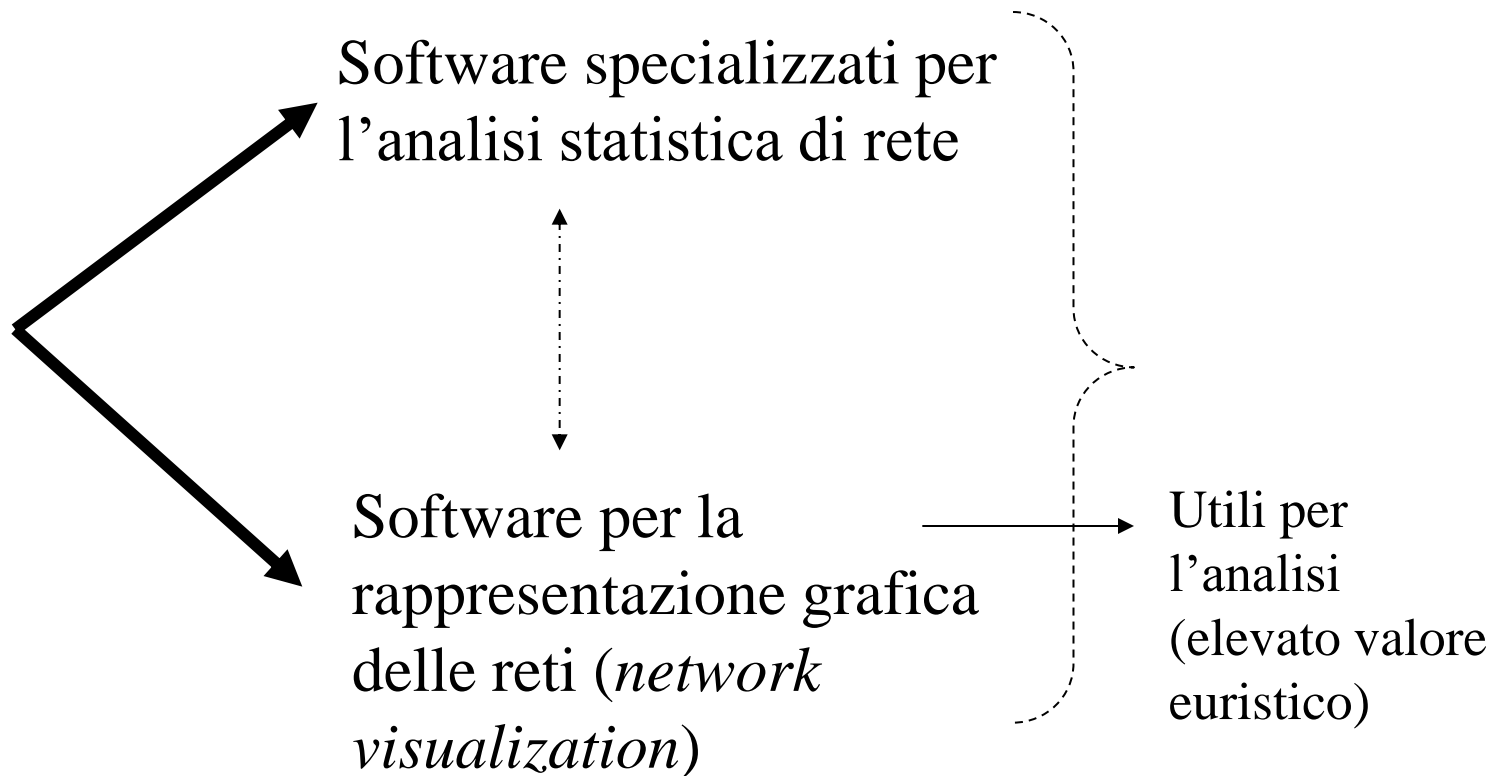 Software specializzati per
l’analisi statistica di rete
Software per la
rappresentazione grafica
delle reti (network
visualization)
Utili per
l’analisi
(elevato valore
euristico)